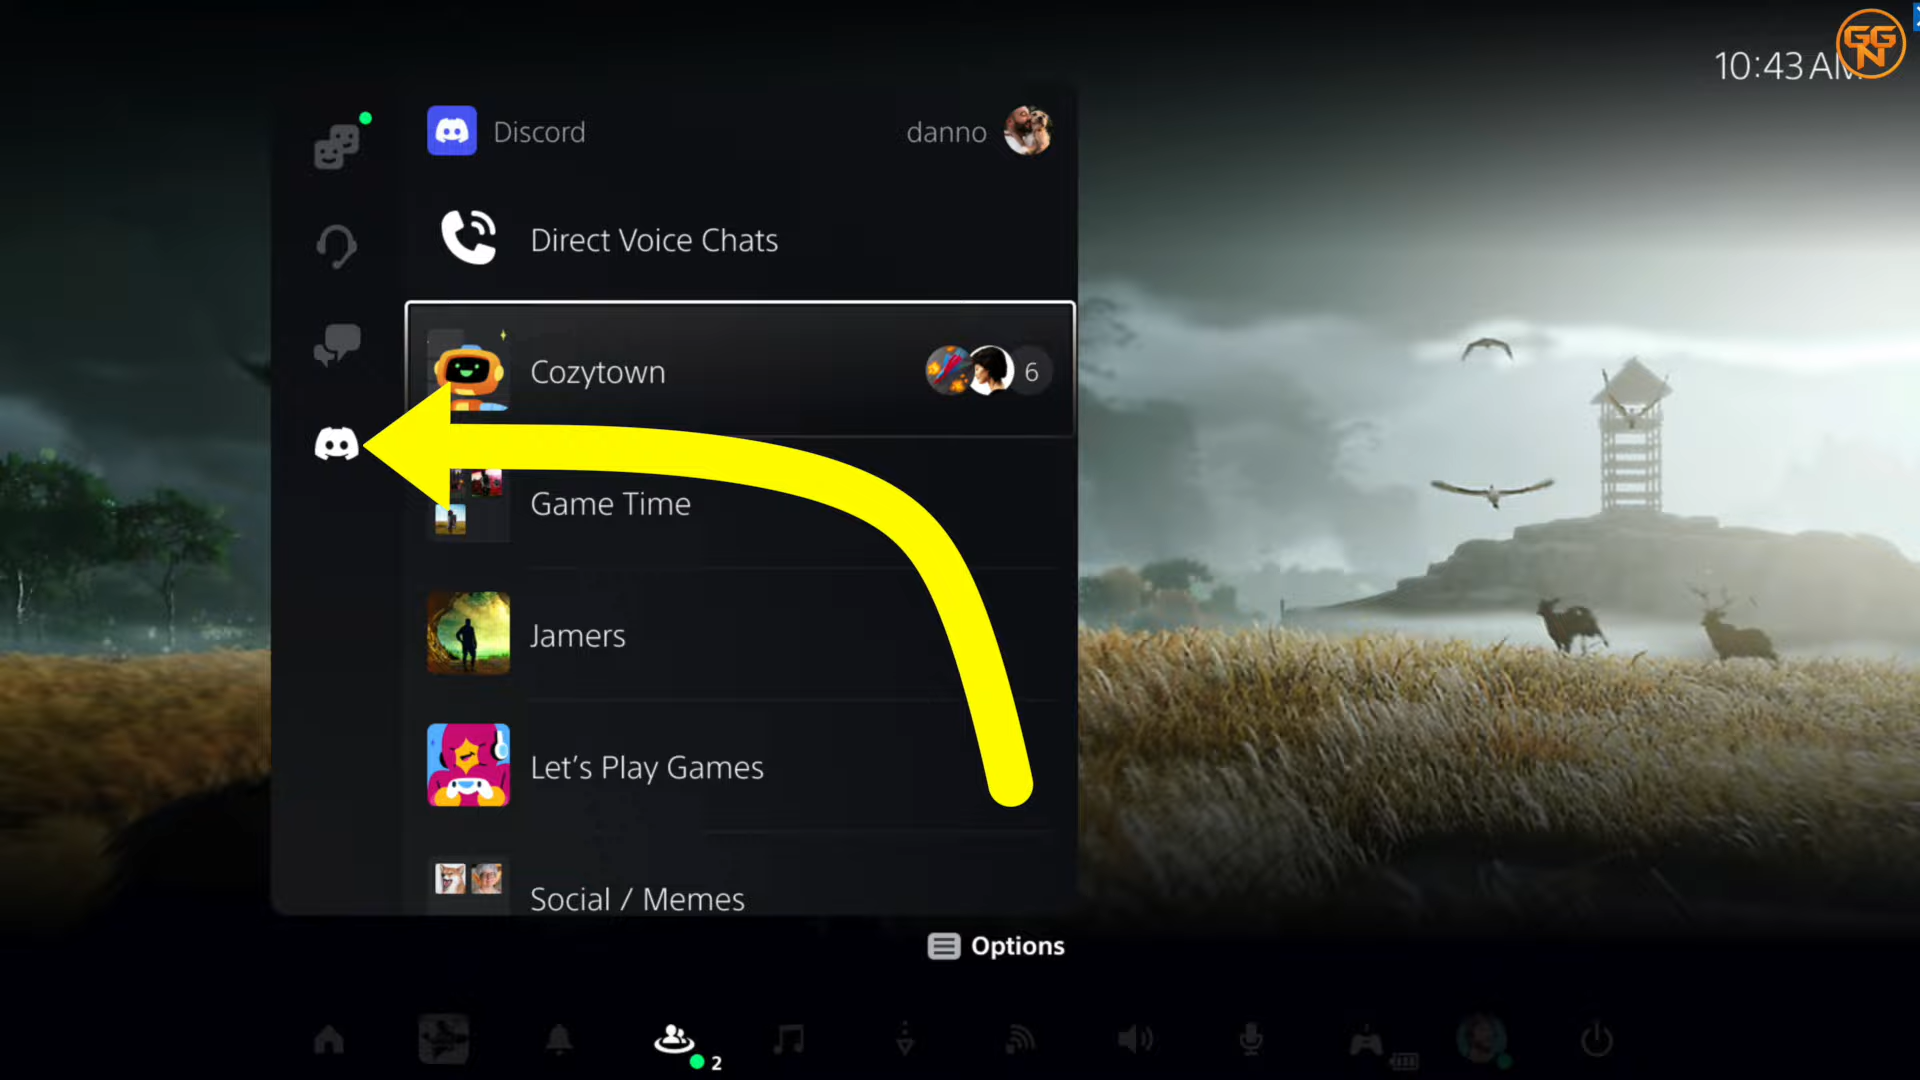 GGN
10:43 AM
Discord
danno
Direct Voice Chats
Cozytown
6
Game Time
Jamers
Let's Play Games
Social / Memes
Options
2